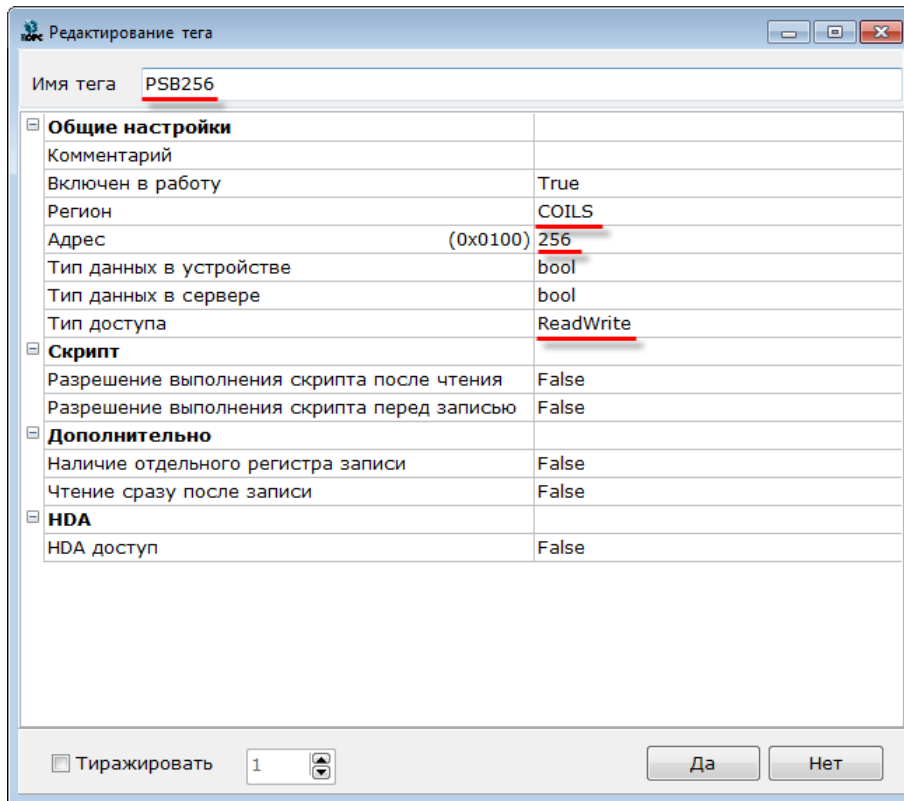 Редактирование тега
Имя тега PSB256
Общие настройки
Комментарий
Включен в работу True
Регион COILS
Адрес (0x0100) 256
Тип данных в устройстве bool
Тип данных в сервере bool
Тип доступа ReadWrite
Скрипт
Разрешение выполнения скрипта после чтения False
Разрешение выполнения скрипта перед записью False
Дополнительно
Наличие отдельного регистра записи False
Чтение сразу после записи False
HDA
HDA доступ False
Тиражировать 1 Да Нет